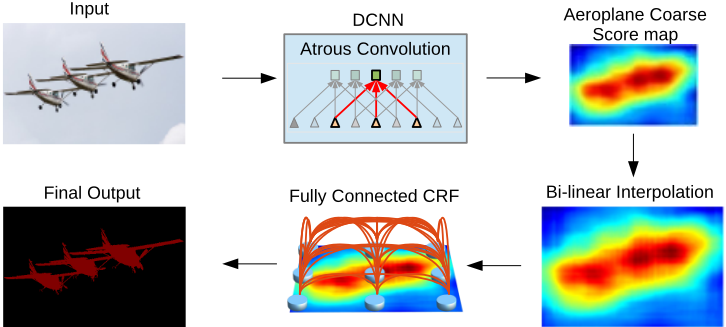 Input
DCNN
Atrous Convolution
Aeroplane Coarse
Score map
Final Output
Fully Connected CRF
Bi-linear Interpolation